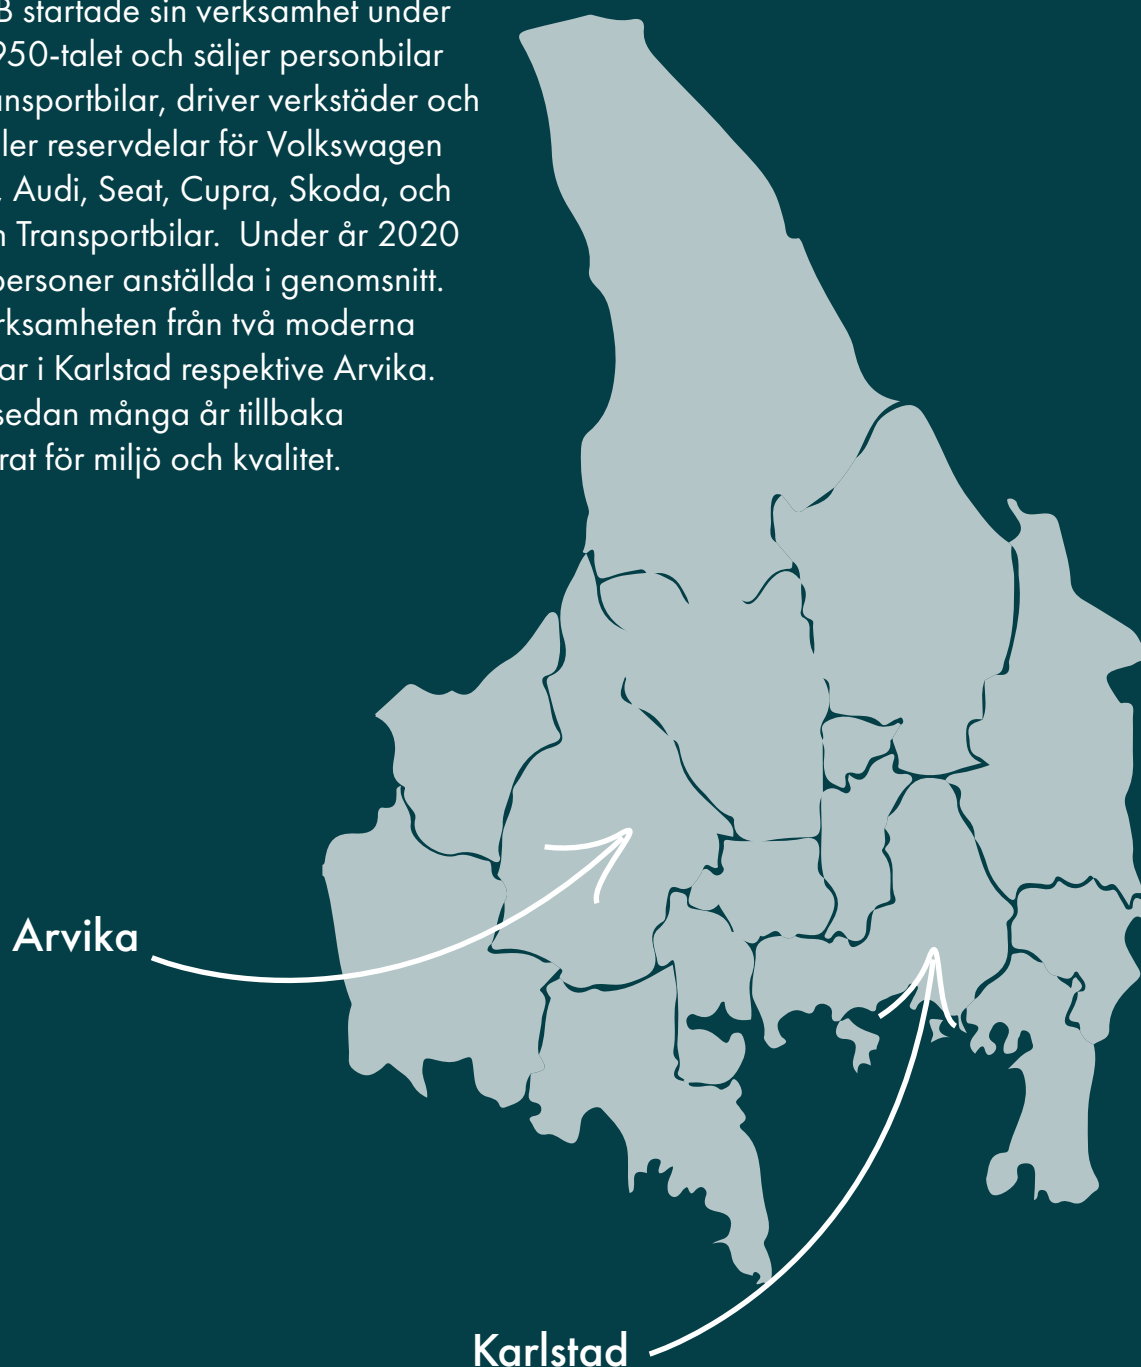 B startade sin verksamhet under
950-talet och säljer personbilar
ansportbilar, driver verkstäder och
ler reservdelar för Volkswagen
, Audi, Seat, Cupra, Skoda, och
n Transportbilar. Under år 2020
personer anställda i genomsnitt.
rksamheten från två moderna
ar i Karlstad respektive Arvika.
sedan många år tillbaka
rat för miljö och kvalitet.
Arvika
Karlstad